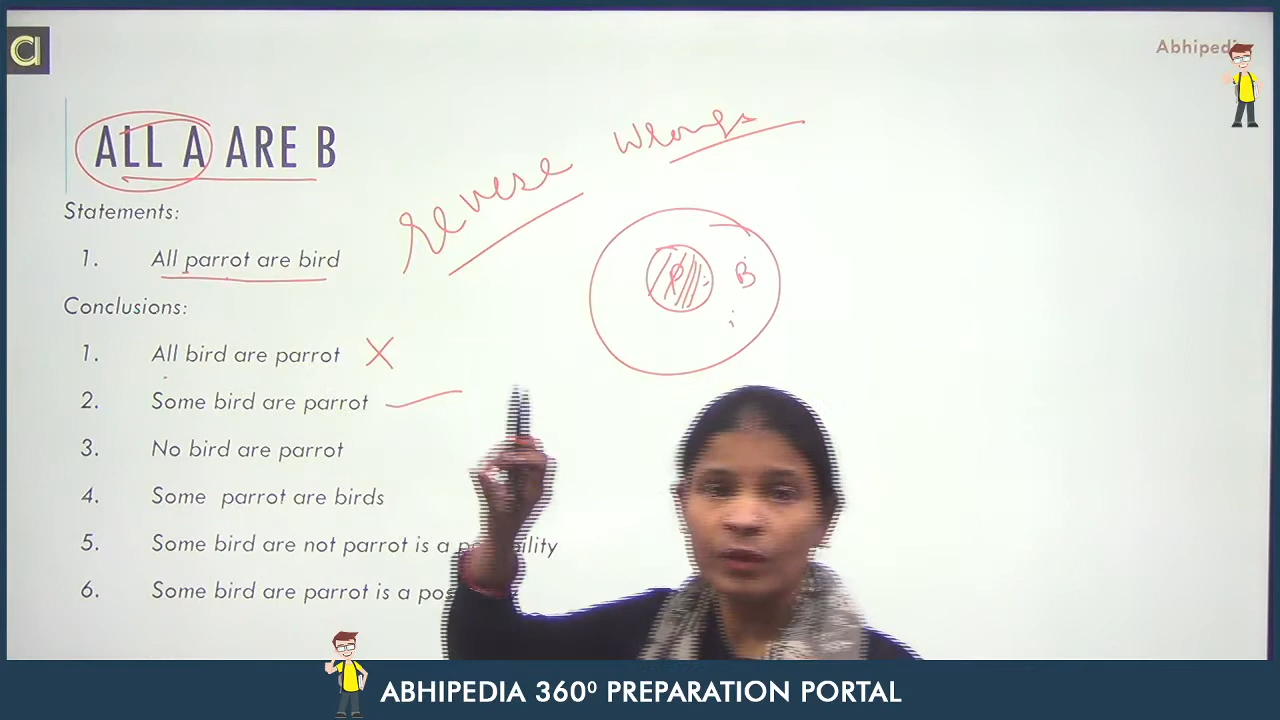 Abhipedia
ALL A ARE B
revese wrongs
Statements:
1. All parrot are bird
P B
Conclusions:
1. All bird are parrot
2. Some bird are parrot
3. No bird are parrot
4. Some parrot are birds
5. Some bird are not parrot is a
6. Some bird are parrot is a
ABHIPEDIA 360⁰ PREPARATION PORTAL